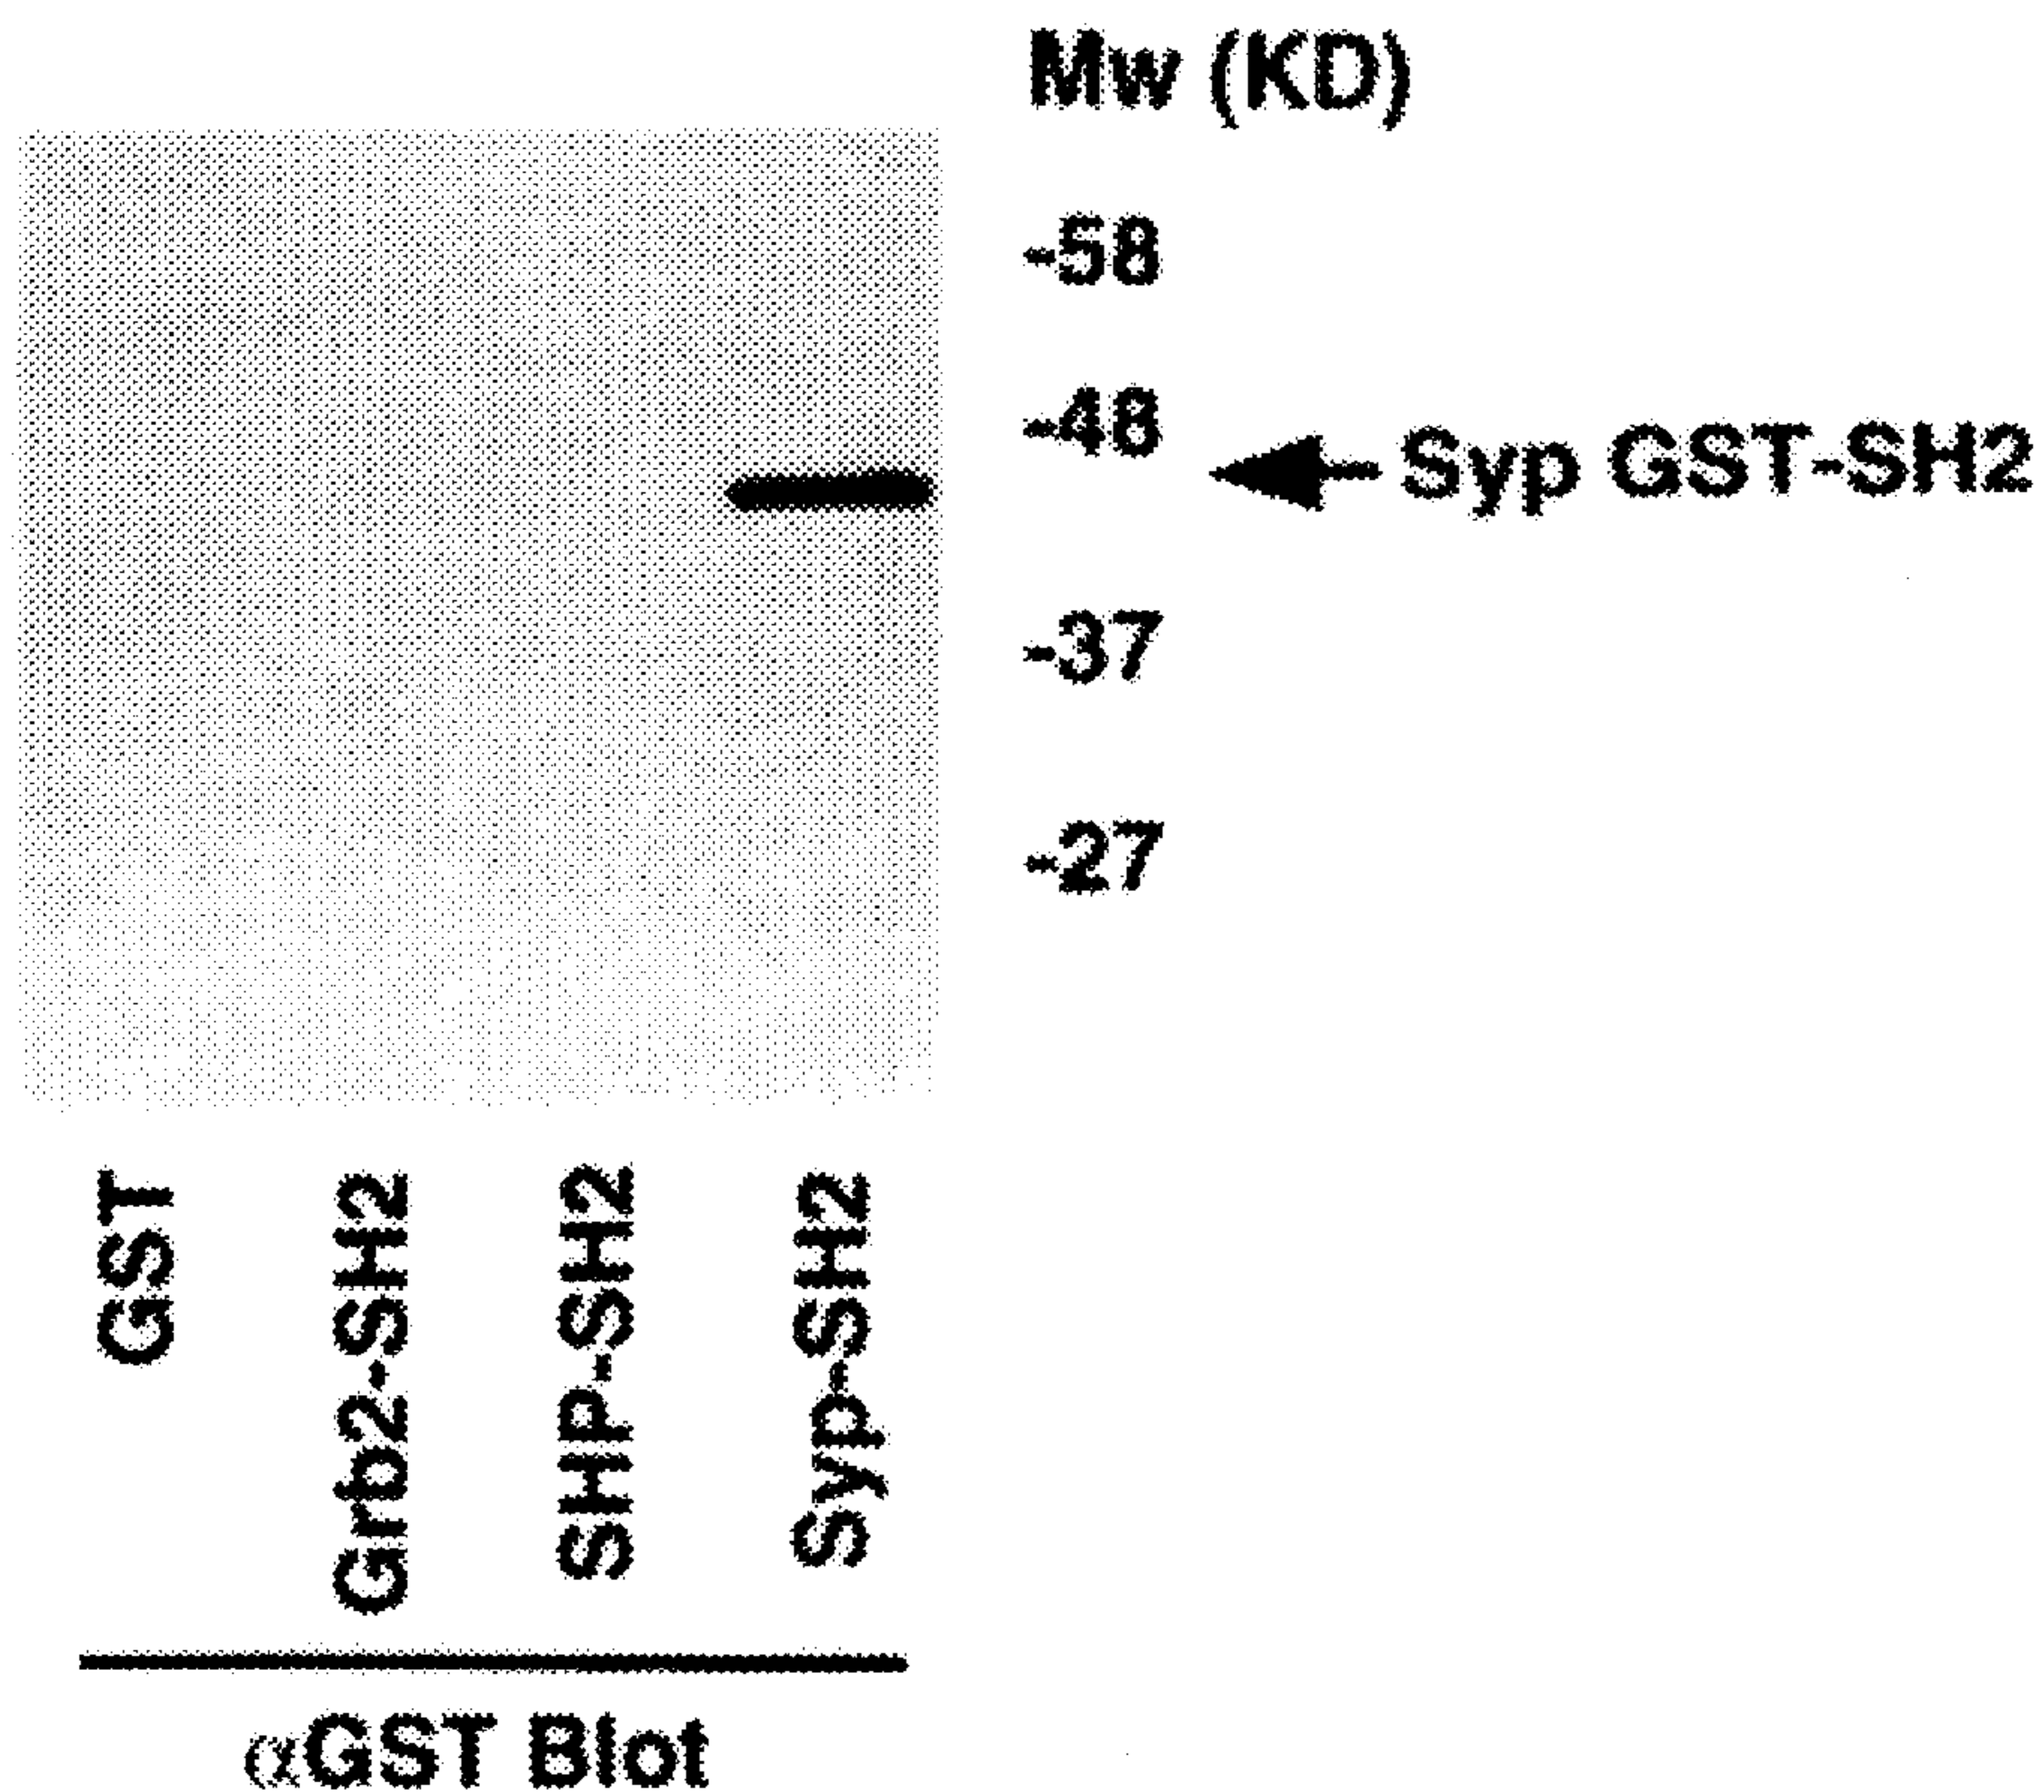 Mw (KD)
-58
-48
Syp GST-SH2
-37
-27
GST
Grb2-SH2
SHP-SH2
Syp-SH2
αGST Blot